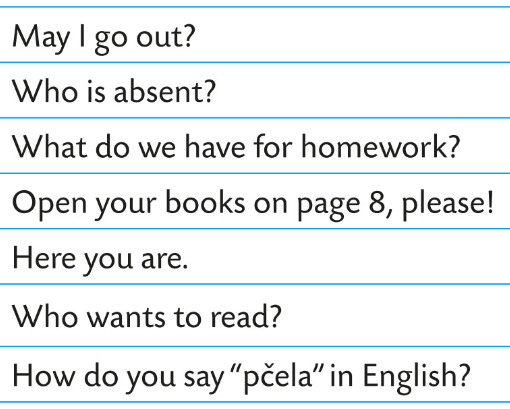 May I go out?
Who is absent?
What do we have for homework?
Open your books on page 8, please!
Here you are.
Who wants to read?
How do you say “pčela” in English?